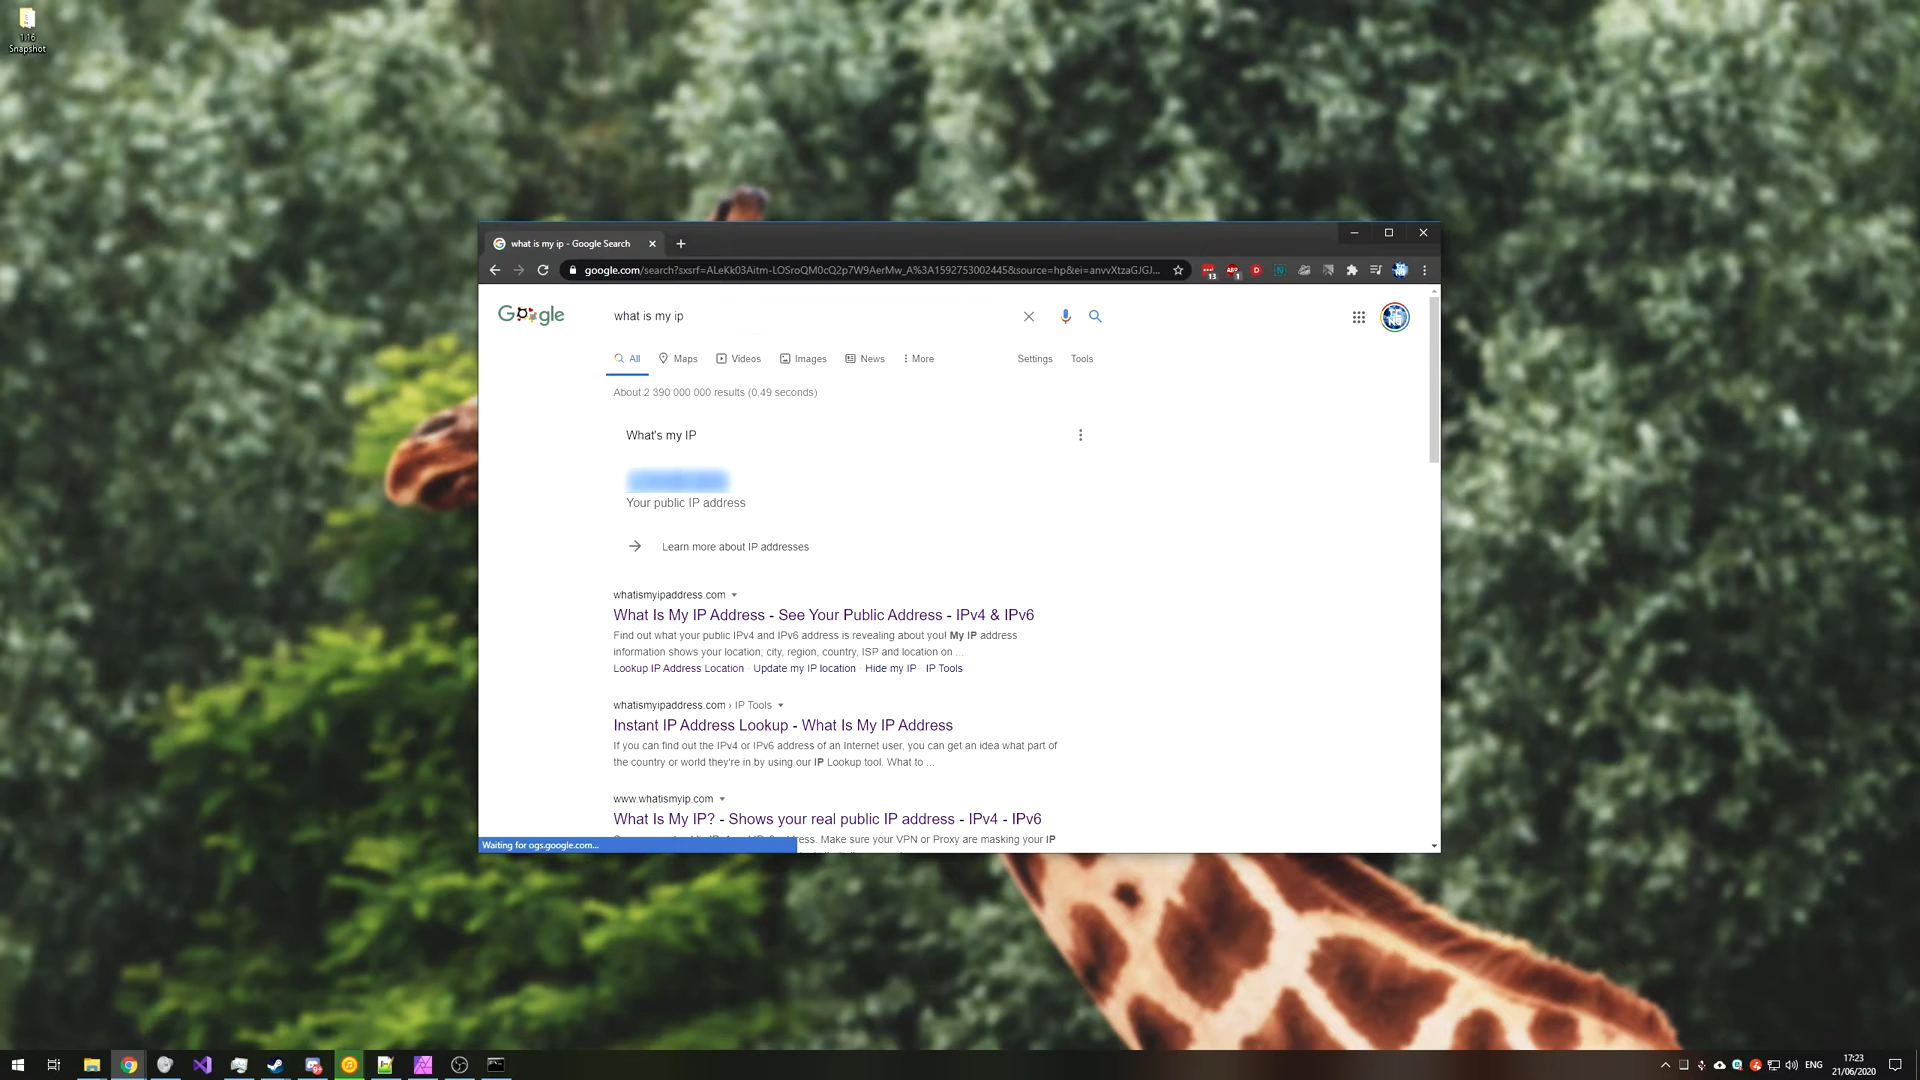 1.16
Snapshot
what is my ip - Google Search
google.com/search?sxsrf=ALeKk03Aitm-LOSroQM0cQ2p7W9AerMw_A%3A1592753002445&source=hp&ei=anvvXtzaGJGJ...
13
ABP
1
Google
what is my ip
All
Maps
Videos
Images
News
More
Settings
Tools
About 2 390 000 000 results (0,49 seconds)
What's my IP
Your public IP address
Learn more about IP addresses
whatismyipaddress.com
What Is My IP Address - See Your Public Address - IPv4 & IPv6
Find out what your public IPv4 and IPv6 address is revealing about you! My IP address
information shows your location; city, region, country, ISP and location on ...
Lookup IP Address Location · Update my IP location · Hide my IP · IP Tools
whatismyipaddress.com › IP Tools
Instant IP Address Lookup - What Is My IP Address
If you can find out the IPv4 or IPv6 address of an Internet user, you can get an idea what part of
the country or world they're in by using our IP Lookup tool. What to ...
www.whatismyip.com
What Is My IP? - Shows your real public IP address - IPv4 - IPv6
Make sure your VPN or Proxy are masking your IP
Waiting for ogs.google.com...
ENG
17:23
21/06/2020